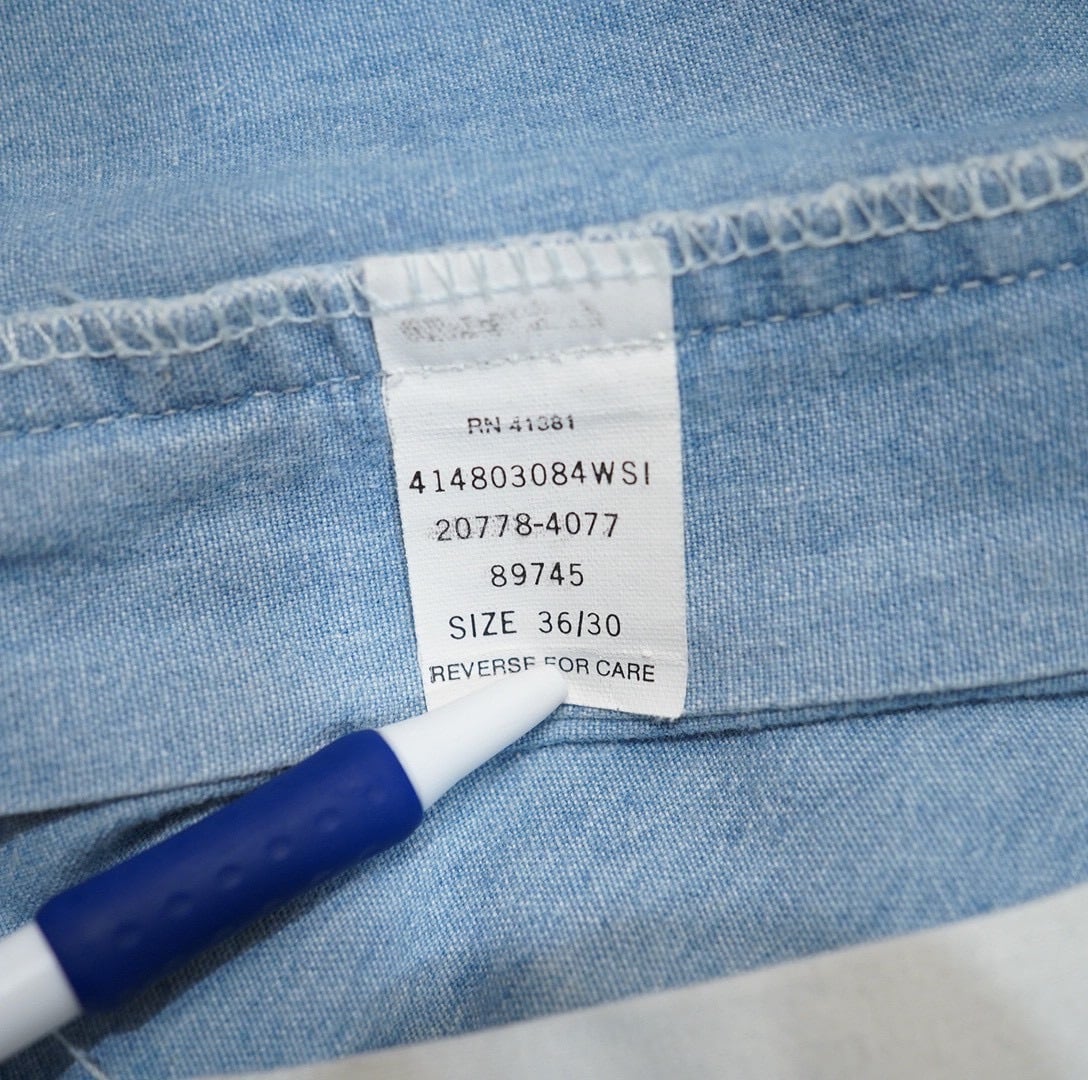 RN 41381
414803084WSI
20778-4077
89745
SIZE 36/30
REVERSE FOR CARE